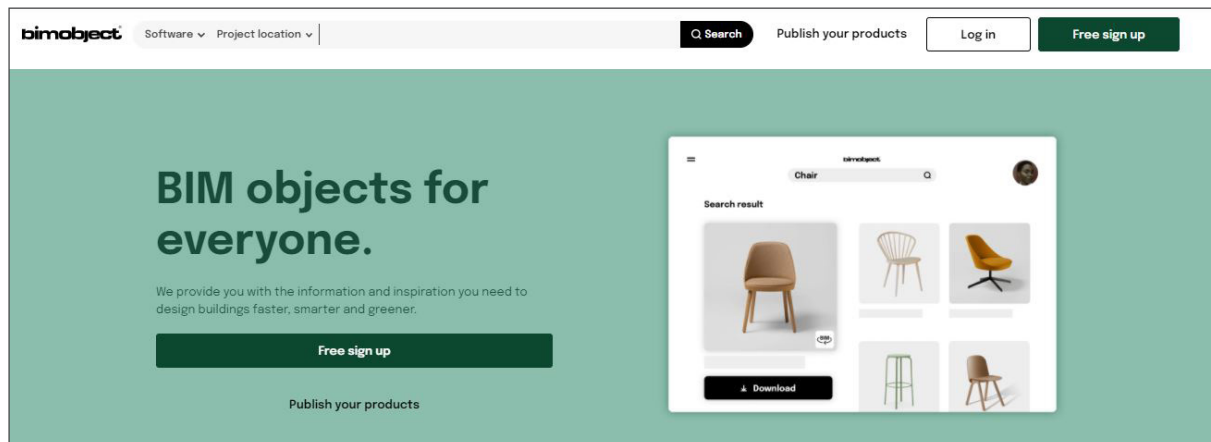 bimobject
Software Project location Search Publish your products Log in Free sign up
BIM objects for
everyone.
We provide you with the information and inspiration you need to
design buildings faster, smarter and greener.
Free sign up
Publish your products
bimobject
Chair
Search result
BIM
Download